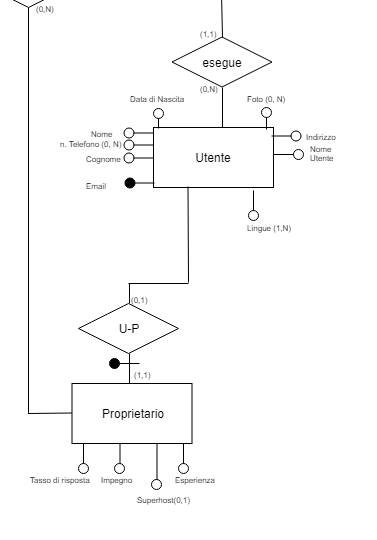 (0,N)
(1,1)
esegue
(0,N)
Data di Nascita
Foto (0, N)
Nome
n. Telefono (0, N)
Cognome
Email
Utente
Indirizzo
Nome
Utente
Lingue (1,N)
(0,1)
U-P
(1,1)
Proprietario
Tasso di risposta
Impegno
Esperienza
Superhost(0,1)